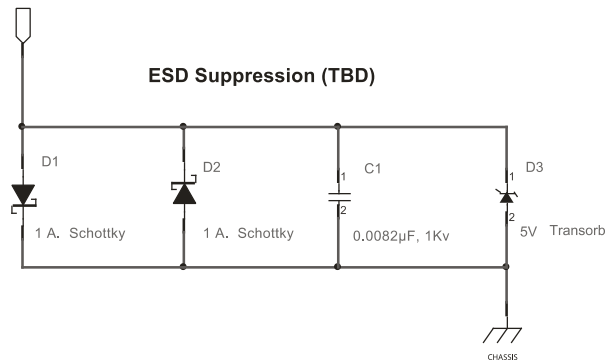 ESD Suppression (TBD)
D1
D2
C1
D3
1
1
2
2
1 A. Schottky
1 A. Schottky
0.0082µF, 1Kv
5V Transorb
CHASSIS